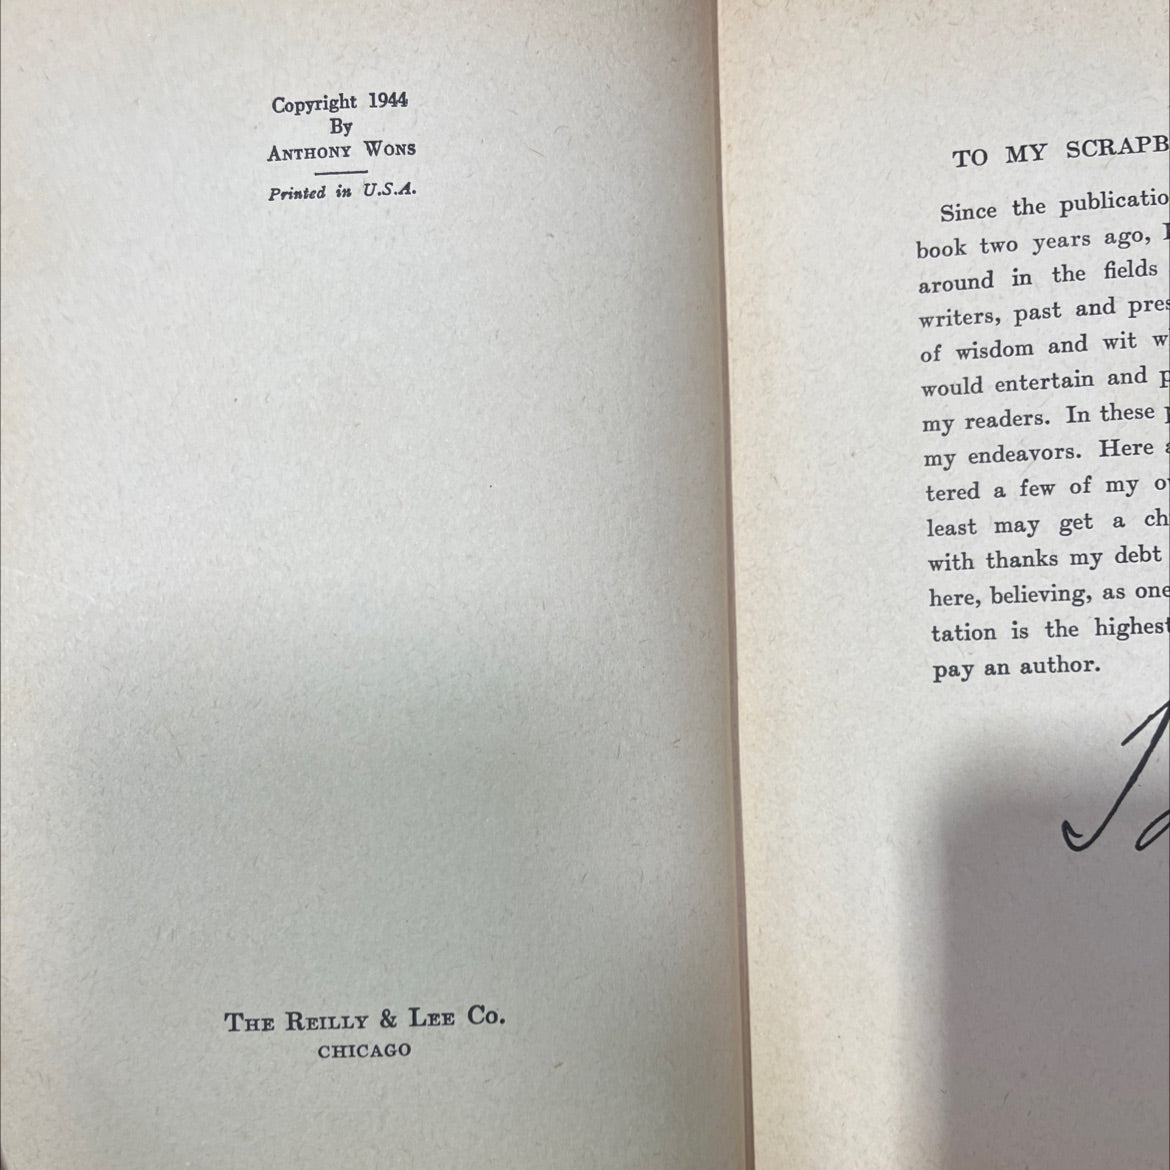 Copyright 1944
By
ANTHONY WONS
Printed in U.S.A.
THE REILLY & LEE CO.
CHICAGO
TO MY SCRAPB
Since the publicatio
book two years ago,
around in the fields
writers, past and pres
of wisdom and wit w
would entertain and p
my readers. In these
my endeavors. Here
tered a few of my o
least may get a ch
with thanks my debt
here, believing, as one
tation is the highest
pay an author.